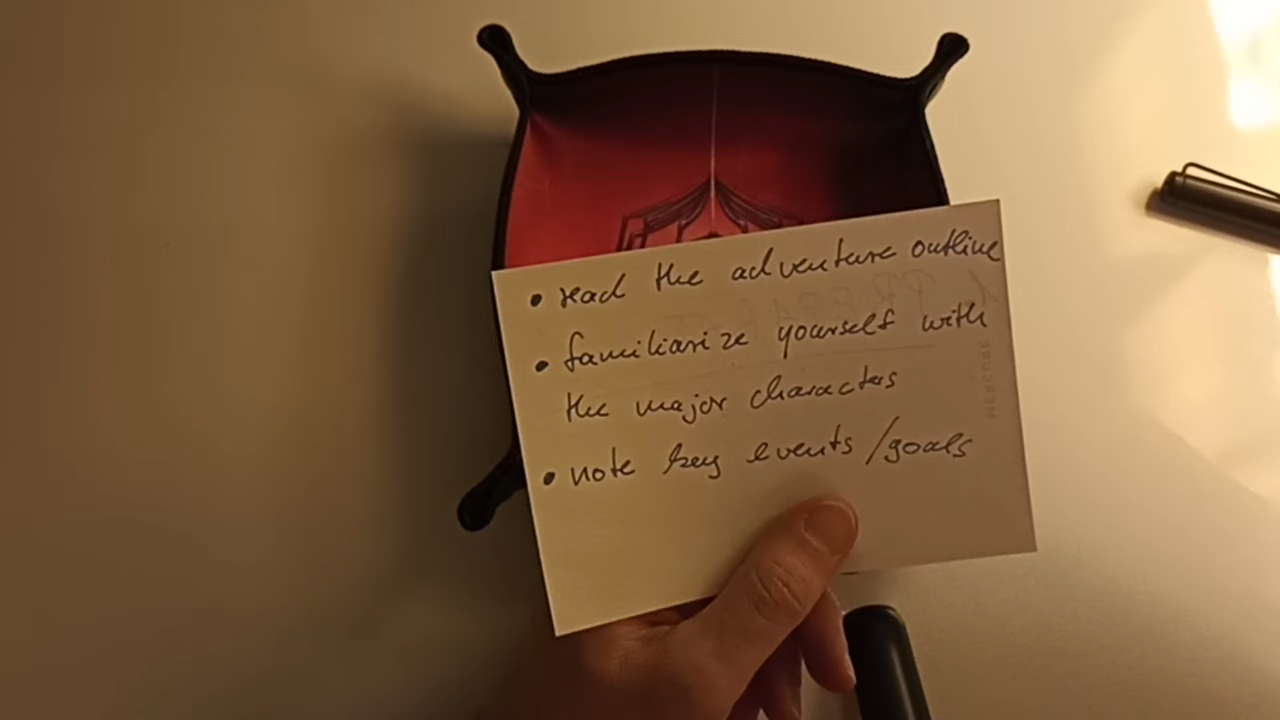 • read the adventure outline
• familiarize yourself with
the major characters
• note key events/goals